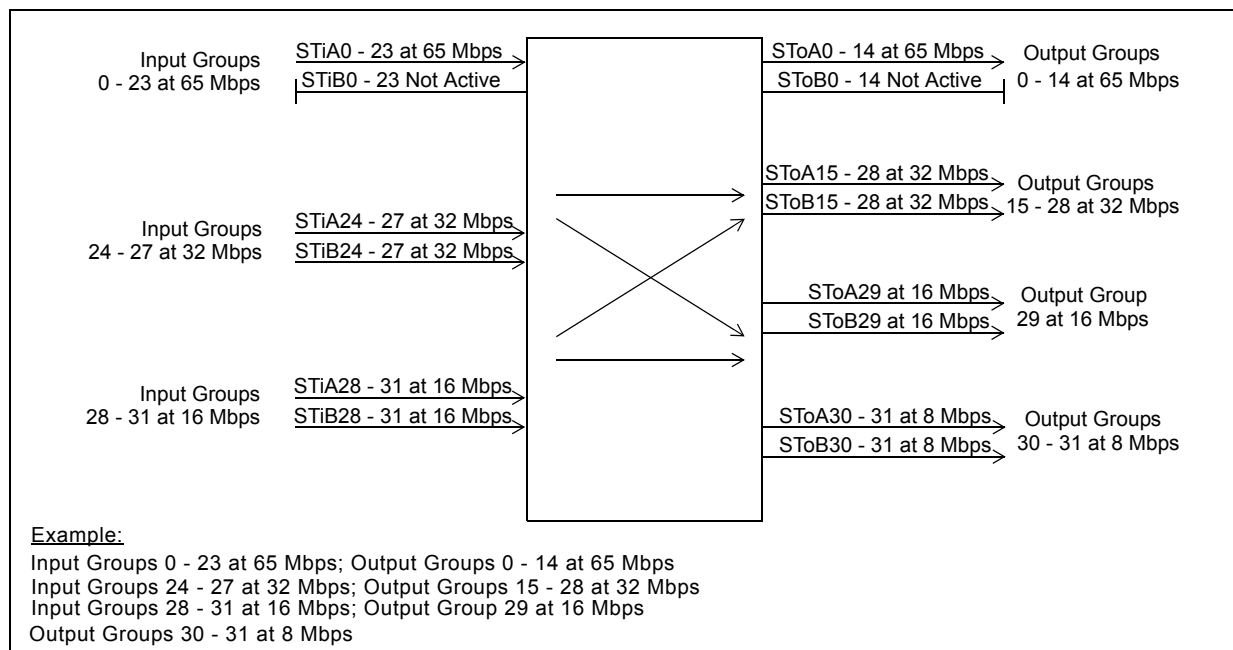 Input Groups
0 - 23 at 65 Mbps
STiA0 - 23 at 65 Mbps
STiB0 - 23 Not Active
Input Groups
24 - 27 at 32 Mbps
STiA24 - 27 at 32 Mbps
STiB24 - 27 at 32 Mbps
Input Groups
28 - 31 at 16 Mbps
STiA28 - 31 at 16 Mbps
STiB28 - 31 at 16 Mbps
SToA0 - 14 at 65 Mbps
SToB0 - 14 Not Active
Output Groups
0 - 14 at 65 Mbps
SToA15 - 28 at 32 Mbps
SToB15 - 28 at 32 Mbps
Output Groups
15 - 28 at 32 Mbps
SToA29 at 16 Mbps
SToB29 at 16 Mbps
Output Group
29 at 16 Mbps
SToA30 - 31 at 8 Mbps
SToB30 - 31 at 8 Mbps
Output Groups
30 - 31 at 8 Mbps
Example:
Input Groups 0 - 23 at 65 Mbps; Output Groups 0 - 14 at 65 Mbps
Input Groups 24 - 27 at 32 Mbps; Output Groups 15 - 28 at 32 Mbps
Input Groups 28 - 31 at 16 Mbps; Output Group 29 at 16 Mbps
Output Groups 30 - 31 at 8 Mbps